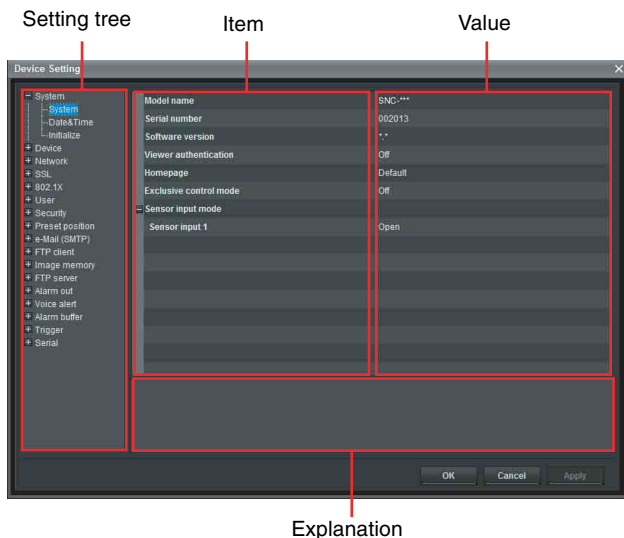 Setting tree
Item
Value
Device Setting
System
System
Date&Time
Initialize
Device
Network
SSL
802.1X
User
Security
Preset position
e-Mail (SMTP)
FTP client
Image memory
FTP server
Alarm out
Voice alert
Alarm buffer
Trigger
Serial
Model name SNC-***
Serial number 002013
Software version *.*
Viewer authentication Off
Homepage Default
Exclusive control mode Off
Sensor input mode
Sensor input 1 Open
OK Cancel Apply
Explanation